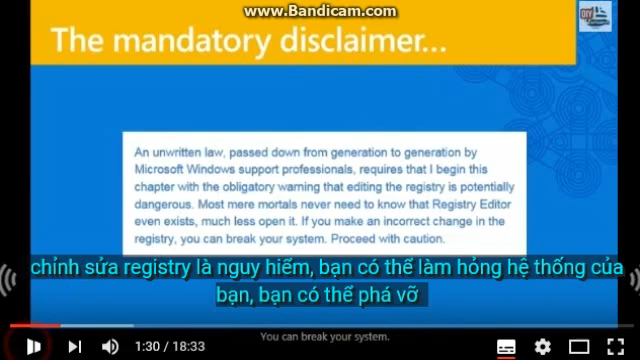 www.Bandicam.com
The mandatory disclaimer...
DIY
An unwritten law, passed down from generation to generation by
Microsoft Windows support professionals, requires that I begin this
chapter with the obligatory warning that editing the registry is potentially
dangerous. Most mere mortals never need to know that Registry Editor
even exists, much less open it. If you make an incorrect change in the
registry, you can break your system. Proceed with caution.
chỉnh sửa registry là nguy hiểm, bạn có thể làm hỏng hệ thống của
bạn, bạn có thể phá vỡ
You can break your system.
1:30 / 18:33